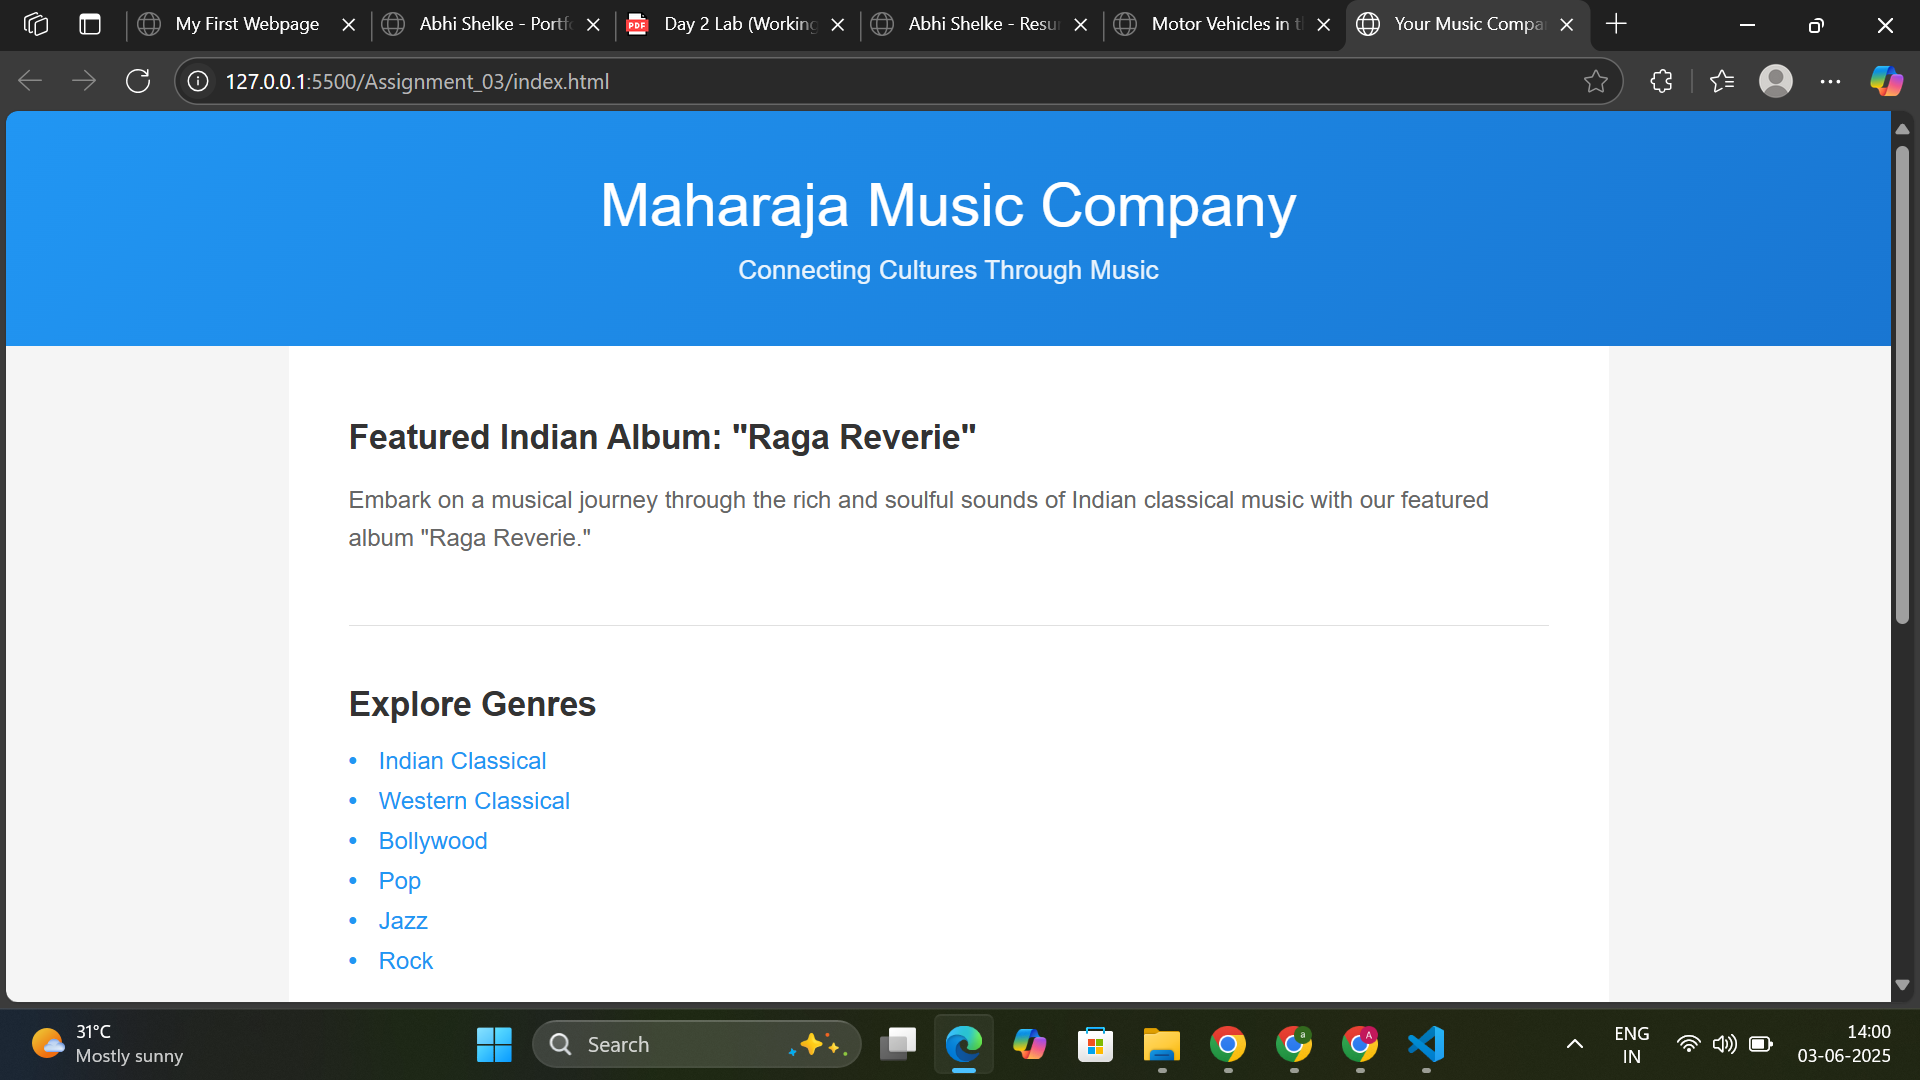 My First Webpage
Abhi Shelke - Portfo
Day 2 Lab (Working
Abhi Shelke - Resu
Motor Vehicles in t
Your Music Compa
127.0.0.1:5500/Assignment_03/index.html
Maharaja Music Company
Connecting Cultures Through Music
Featured Indian Album: "Raga Reverie"
Embark on a musical journey through the rich and soulful sounds of Indian classical music with our featured
album "Raga Reverie."
Explore Genres
• Indian Classical
• Western Classical
• Bollywood
• Pop
• Jazz
• Rock
31°C
Mostly sunny
Search
ENG
IN
14:00
03-06-2025